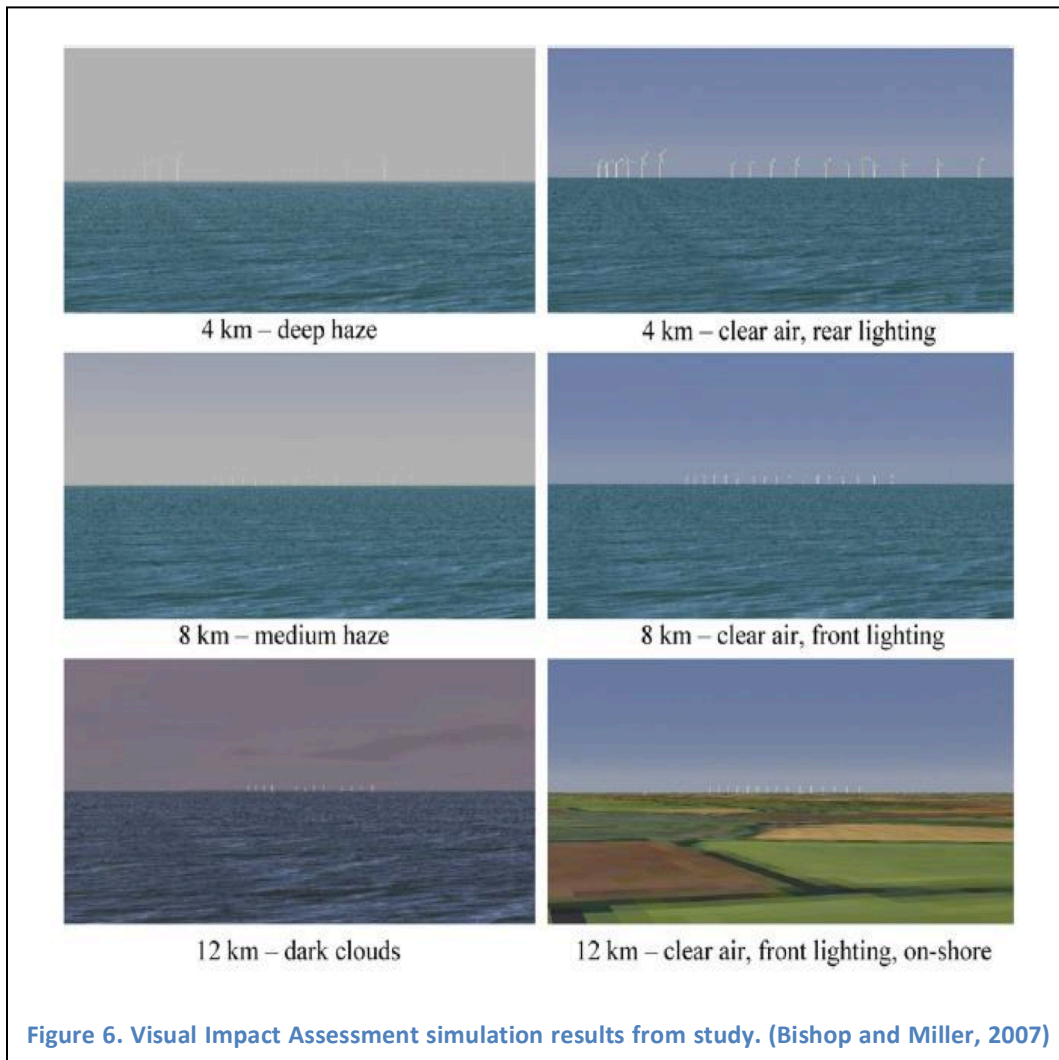 4 km – deep haze
4 km – clear air, rear lighting
8 km – medium haze
8 km – clear air, front lighting
12 km – dark clouds
12 km – clear air, front lighting, on-shore
Figure 6. Visual Impact Assessment simulation results from study. (Bishop and Miller, 2007)